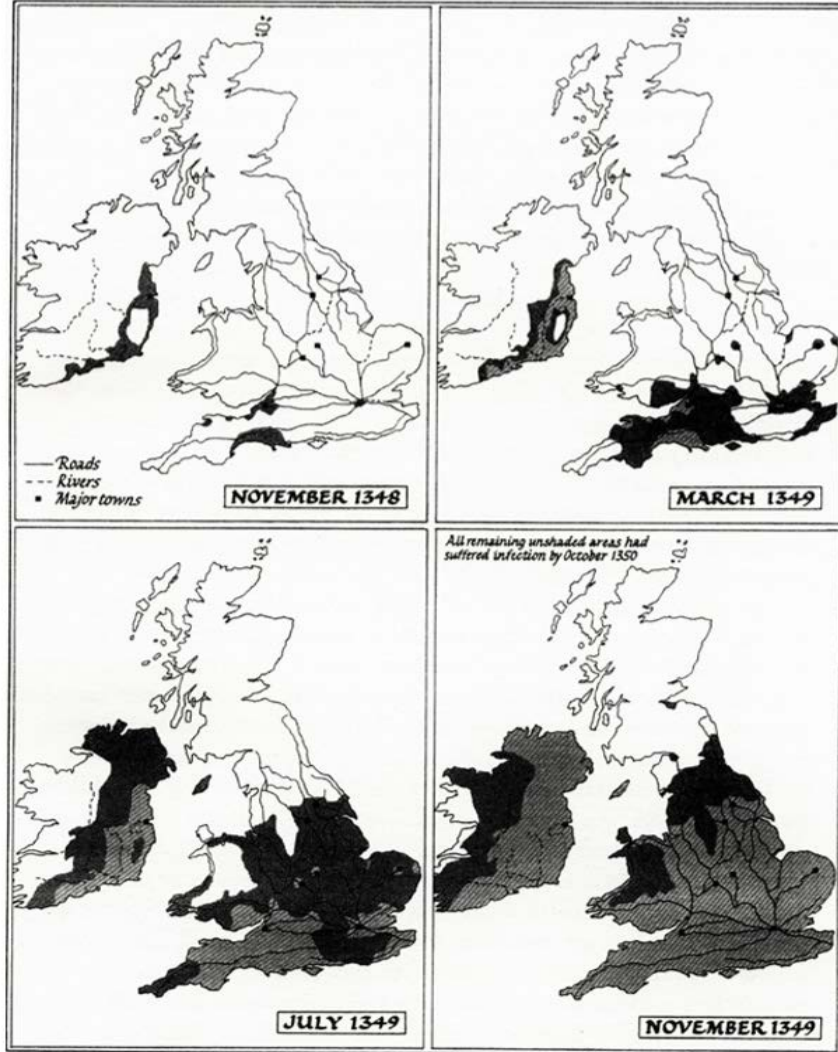 Roads
Rivers
Major towns
NOVEMBER 1348
MARCH 1349
All remaining unshaded areas had
suffered infection by October 1350
JULY 1349
NOVEMBER 1349